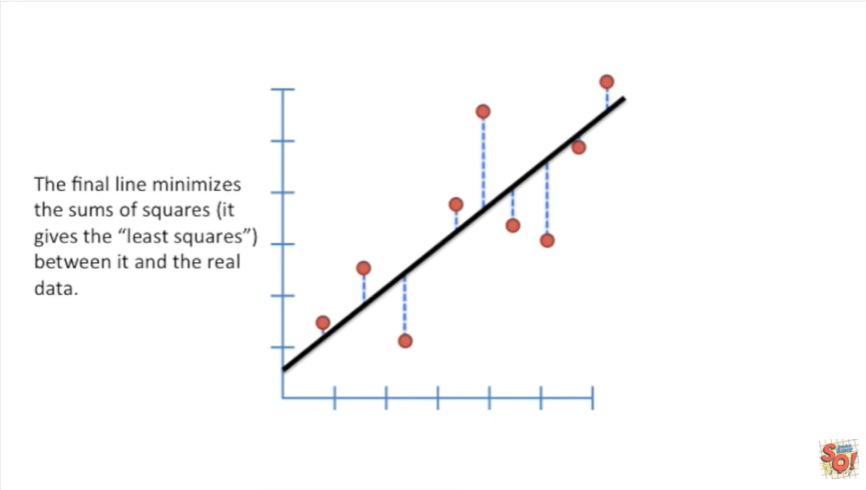 The final line minimizes
the sums of squares (it
gives the “least squares”)
between it and the real
data.
SO!